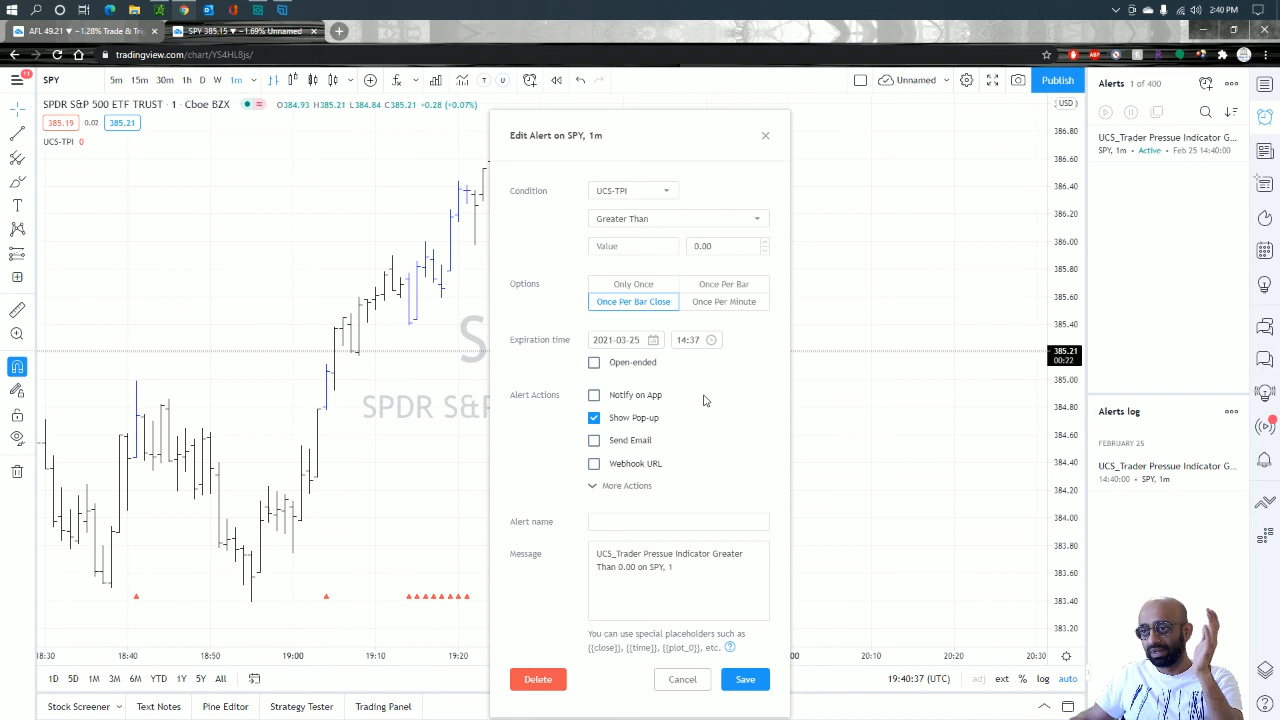 2:40 PM
AFL 49.21 ▼ −1.28% Trade & Tri
SPY 385.15 ▼ −1.69% Unnamed
tradingview.com/chart/YS4HL8js/
11
SPY
5m 15m 30m 1h D W 1m
Unnamed
Publish
Alerts 1 of 400
SPDR S&P 500 ETF TRUST · 1 · Cboe BZX
O384.93 H385.21 L384.84 C385.21 +0.28 (+0.07%)
USD
385.19 0.02 385.21
UCS-TPI 0
UCS_Trader Pressue Indicator G...
SPY, 1m • Active • Feb 25 14:40:00
Edit Alert on SPY, 1m
Condition
UCS-TPI
Greater Than
Value
0.00
Options
Only Once
Once Per Bar
Once Per Bar Close
Once Per Minute
Expiration time
2021-03-25
14:37
Open-ended
Alert Actions
Notify on App
Show Pop-up
Send Email
Webhook URL
More Actions
Alert name
Message
UCS_Trader Pressue Indicator Greater
Than 0.00 on SPY, 1
You can use special placeholders such as
{{close}}, {{time}}, {{plot_0}}, etc.
Delete
Cancel
Save
S
SPDR S&P
386.80
386.60
386.40
386.20
386.00
385.80
385.60
385.40
385.21
00:22
385.00
384.80
384.60
384.40
384.20
384.00
383.80
383.60
383.40
383.20
Alerts log
FEBRUARY 25
UCS_Trader Pressue Indicator G...
14:40:00 • SPY, 1m
18:30 18:40 18:50 19:00 19:10 19:20 20:10 20:20 20:30
1D 5D 1M 3M 6M YTD 1Y 5Y All
19:40:37 (UTC)
adj ext % log auto
Stock Screener
Text Notes
Pine Editor
Strategy Tester
Trading Panel